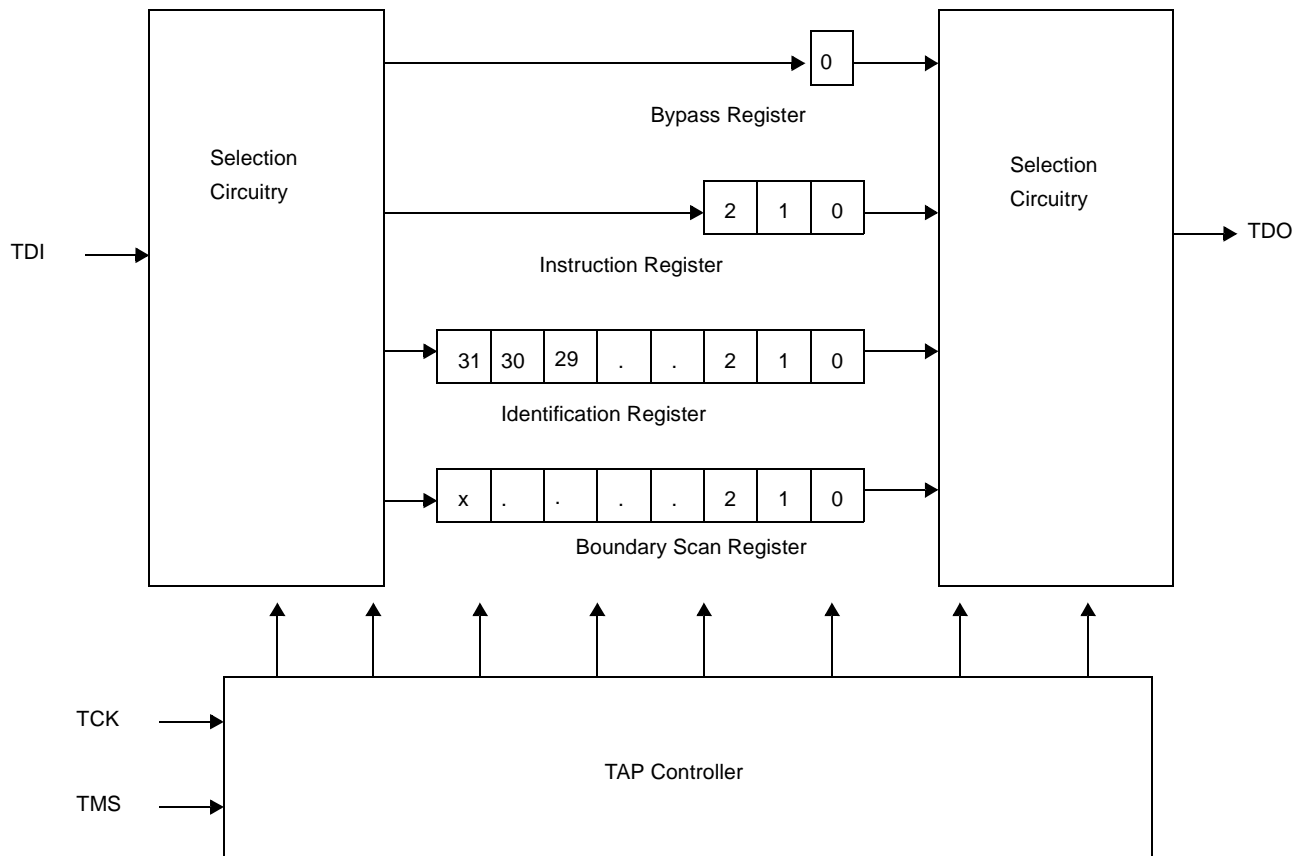 0
Bypass Register
Selection
Circuitry
Selection
Circuitry
2 1 0
TDI
TDO
Instruction Register
31 30 29 . . 2 1 0
Identification Register
x . . . . 2 1 0
Boundary Scan Register
TCK
TAP Controller
TMS